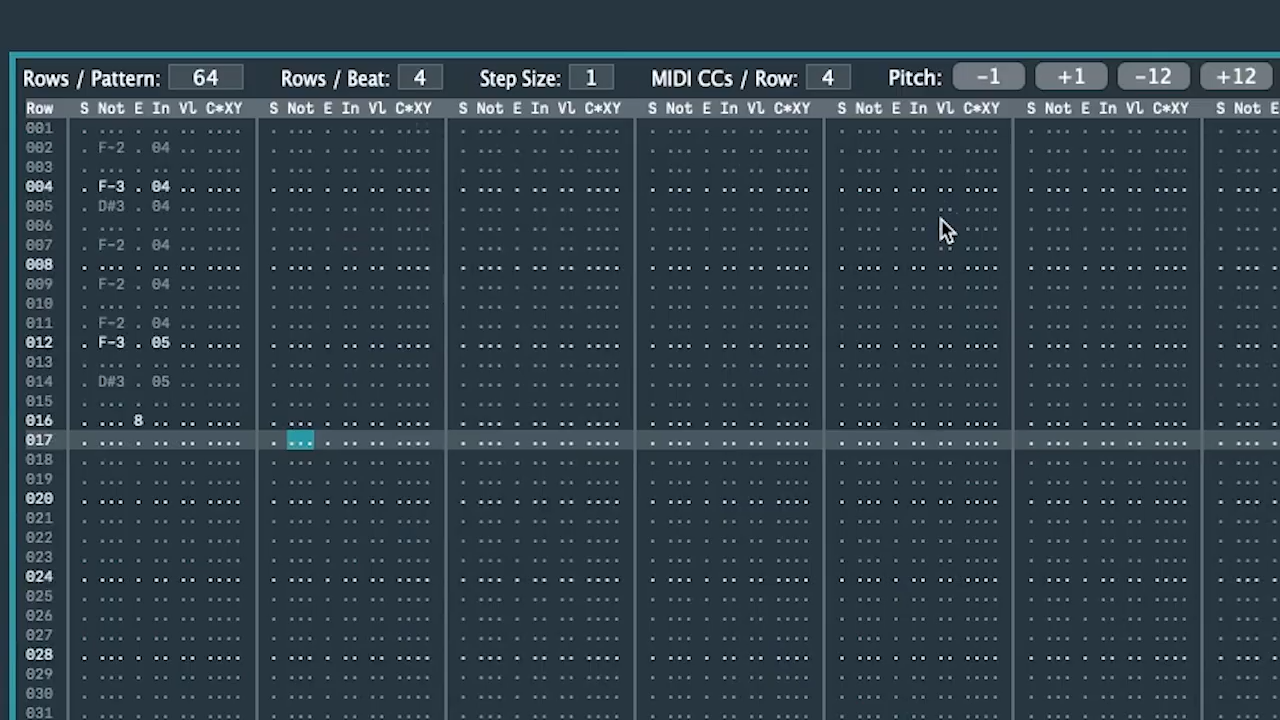 Rows / Pattern: 64 Rows / Beat: 4 Step Size: 1 MIDI CCs / Row: 4 Pitch: -1 +1 -12 +12
Row S Not E In Vl C*XY S Not E In Vl C*XY S Not E In Vl C*XY S Not E In Vl C*XY S Not E In Vl C*XY S Not E In Vl C*XY S Not E
001 . ... . .. .. .... . ... . .. .. .... . ... . .. .. .... . ... . .. .. .... . ... . .. .. .... . ... . .. .. .... . ... .
002 . F-2 . 04 .. .... . ... . .. .. .... . ... . .. .. .... . ... . .. .. .... . ... . .. .. .... . ... . .. .. .... . ... .
003 . ... . .. .. .... . ... . .. .. .... . ... . .. .. .... . ... . .. .. .... . ... . .. .. .... . ... . .. .. .... . ... .
004 . F-3 . 04 .. .... . ... . .. .. .... . ... . .. .. .... . ... . .. .. .... . ... . .. .. .... . ... . .. .. .... . ... .
005 . D#3 . 04 .. .... . ... . .. .. .... . ... . .. .. .... . ... . .. .. .... . ... . .. .. .... . ... . .. .. .... . ... .
006 . ... . .. .. .... . ... . .. .. .... . ... . .. .. .... . ... . .. .. .... . ... . .. .. .... . ... . .. .. .... . ... .
007 . F-2 . 04 .. .... . ... . .. .. .... . ... . .. .. .... . ... . .. .. .... . ... . .. .. .... . ... . .. .. .... . ... .
008 . ... . .. .. .... . ... . .. .. .... . ... . .. .. .... . ... . .. .. .... . ... . .. .. .... . ... . .. .. .... . ... .
009 . F-2 . 04 .. .... . ... . .. .. .... . ... . .. .. .... . ... . .. .. .... . ... . .. .. .... . ... . .. .. .... . ... .
010 . ... . .. .. .... . ... . .. .. .... . ... . .. .. .... . ... . .. .. .... . ... . .. .. .... . ... . .. .. .... . ... .
011 . F-2 . 04 .. .... . ... . .. .. .... . ... . .. .. .... . ... . .. .. .... . ... . .. .. .... . ... . .. .. .... . ... .
012 . F-3 . 05 .. .... . ... . .. .. .... . ... . .. .. .... . ... . .. .. .... . ... . .. .. .... . ... . .. .. .... . ... .
013 . ... . .. .. .... . ... . .. .. .... . ... . .. .. .... . ... . .. .. .... . ... . .. .. .... . ... . .. .. .... . ... .
014 . D#3 . 05 .. .... . ... . .. .. .... . ... . .. .. .... . ... . .. .. .... . ... . .. .. .... . ... . .. .. .... . ... .
015 . ... . .. .. .... . ... . .. .. .... . ... . .. .. .... . ... . .. .. .... . ... . .. .. .... . ... . .. .. .... . ... .
016 . ... 8 .. .. .... . ... . .. .. .... . ... . .. .. .... . ... . .. .. .... . ... . .. .. .... . ... . .. .. .... . ... .
017 . ... . .. .. .... . ... . .. .. .... . ... . .. .. .... . ... . .. .. .... . ... . .. .. .... . ... . .. .. .... . ... .
018 . ... . .. .. .... . ... . .. .. .... . ... . .. .. .... . ... . .. .. .... . ... . .. .. .... . ... . .. .. .... . ... .
019 . ... . .. .. .... . ... . .. .. .... . ... . .. .. .... . ... . .. .. .... . ... . .. .. .... . ... . .. .. .... . ... .
020 . ... . .. .. .... . ... . .. .. .... . ... . .. .. .... . ... . .. .. .... . ... . .. .. .... . ... . .. .. .... . ... .
021 . ... . .. .. .... . ... . .. .. .... . ... . .. .. .... . ... . .. .. .... . ... . .. .. .... . ... . .. .. .... . ... .
022 . ... . .. .. .... . ... . .. .. .... . ... . .. .. .... . ... . .. .. .... . ... . .. .. .... . ... . .. .. .... . ... .
023 . ... . .. .. .... . ... . .. .. .... . ... . .. .. .... . ... . .. .. .... . ... . .. .. .... . ... . .. .. .... . ... .
024 . ... . .. .. .... . ... . .. .. .... . ... . .. .. .... . ... . .. .. .... . ... . .. .. .... . ... . .. .. .... . ... .
025 . ... . .. .. .... . ... . .. .. .... . ... . .. .. .... . ... . .. .. .... . ... . .. .. .... . ... . .. .. .... . ... .
026 . ... . .. .. .... . ... . .. .. .... . ... . .. .. .... . ... . .. .. .... . ... . .. .. .... . ... . .. .. .... . ... .
027 . ... . .. .. .... . ... . .. .. .... . ... . .. .. .... . ... . .. .. .... . ... . .. .. .... . ... . .. .. .... . ... .
028 . ... . .. .. .... . ... . .. .. .... . ... . .. .. .... . ... . .. .. .... . ... . .. .. .... . ... . .. .. .... . ... .
029 . ... . .. .. .... . ... . .. .. .... . ... . .. .. .... . ... . .. .. .... . ... . .. .. .... . ... . .. .. .... . ... .
030 . ... . .. .. .... . ... . .. .. .... . ... . .. .. .... . ... . .. .. .... . ... . .. .. .... . ... . .. .. .... . ... .
031 . ... . .. .. .... . ... . .. .. .... . ... . .. .. .... . ... . .. .. .... . ... . .. .. .... . ... . .. .. .... . ... .